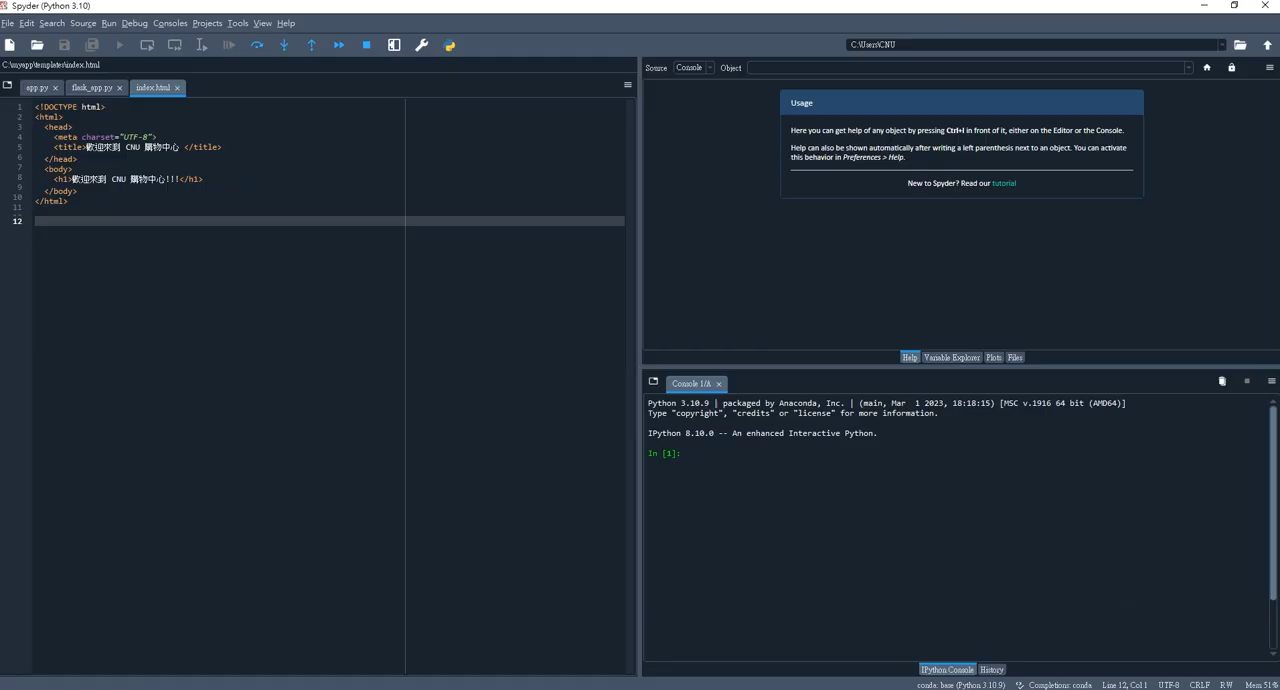 Spyder (Python 3.10)
File Edit Search Source Run Debug Consoles Projects Tools View Help
C:\Users\CNU
C:\myapp\templates\index.html
app.py
flask_app.py
index.html
1 <!DOCTYPE html>
2 <html>
3 <head>
4 <meta charset="UTF-8">
5 <title>歡迎來到 CNU 購物中心 </title>
6 </head>
7 <body>
8 <h1>歡迎來到 CNU 購物中心!!!</h1>
9 </body>
10 </html>
11
12
Source Console Object
Usage
Here you can get help of any object by pressing Ctrl+I in front of it, either on the Editor or the Console.
Help can also be shown automatically after writing a left parenthesis next to an object. You can activate
this behavior in Preferences > Help.
New to Spyder? Read our tutorial
Help Variable Explorer Plots Files
Console 1/A
Python 3.10.9 | packaged by Anaconda, Inc. | (main, Mar 1 2023, 18:18:15) [MSC v.1916 64 bit (AMD64)]
Type "copyright", "credits" or "license" for more information.
IPython 8.10.0 -- An enhanced Interactive Python.
In [1]:
IPython Console History
conda: base (Python 3.10.9) Completions: conda Line 12, Col 1 UTF-8 CRLF RW Mem 51%